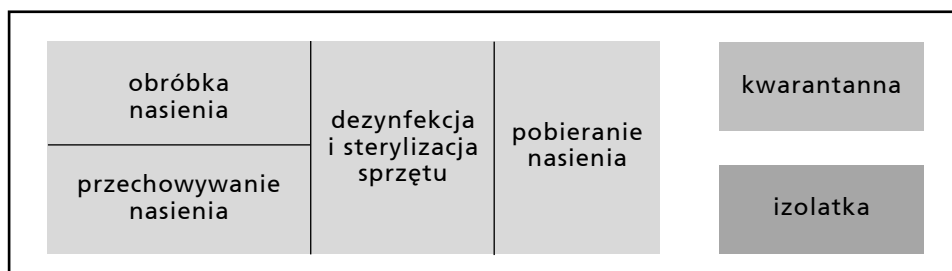 obróbka
nasienia
przechowywanie
nasienia
dezynfekcja
i sterylizacja
sprzętu
pobieranie
nasienia
kwarantanna
izolatka